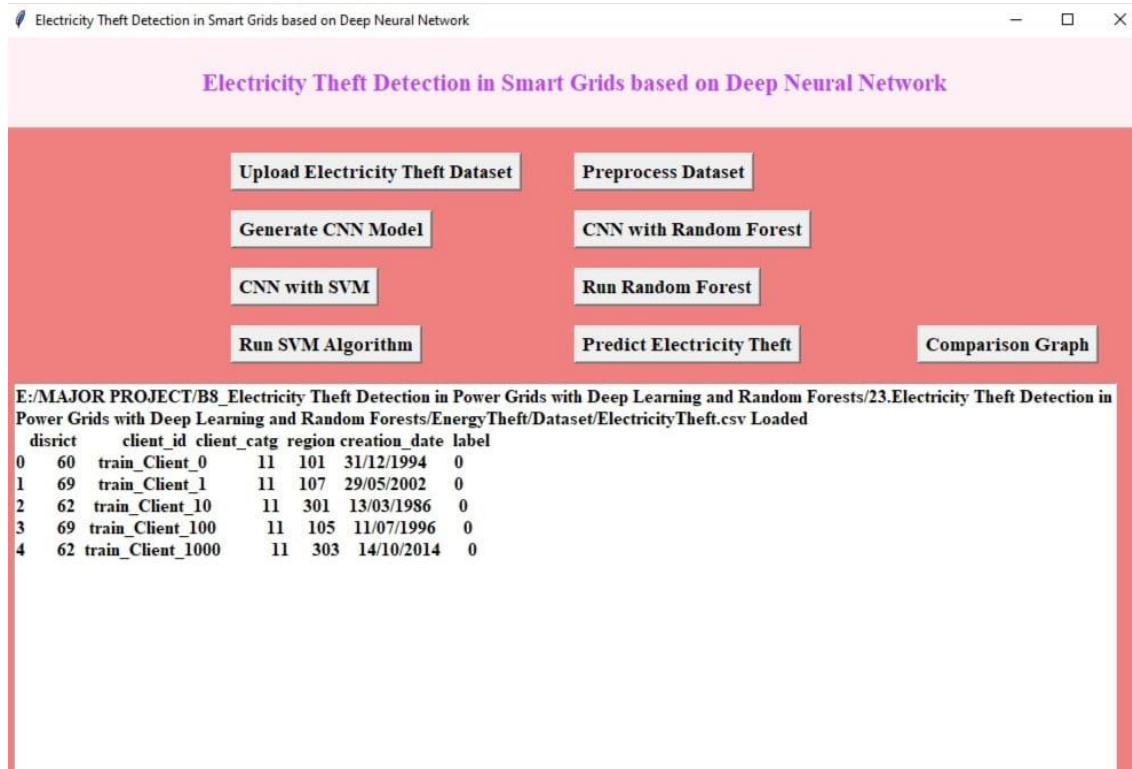 Electricity Theft Detection in Smart Grids based on Deep Neural Network
Electricity Theft Detection in Smart Grids based on Deep Neural Network
Upload Electricity Theft Dataset
Preprocess Dataset
Generate CNN Model
CNN with Random Forest
CNN with SVM
Run Random Forest
Run SVM Algorithm
Predict Electricity Theft
Comparison Graph
E:/MAJOR PROJECT/B8_Electricity Theft Detection in Power Grids with Deep Learning and Random Forests/23.Electricity Theft Detection in
Power Grids with Deep Learning and Random Forests/EnergyTheft/Dataset/ElectricityTheft.csv Loaded
disrict client_id client_catg region creation_date label
0 60 train_Client_0 11 101 31/12/1994 0
1 69 train_Client_1 11 107 29/05/2002 0
2 62 train_Client_10 11 301 13/03/1986 0
3 69 train_Client_100 11 105 11/07/1996 0
4 62 train_Client_1000 11 303 14/10/2014 0